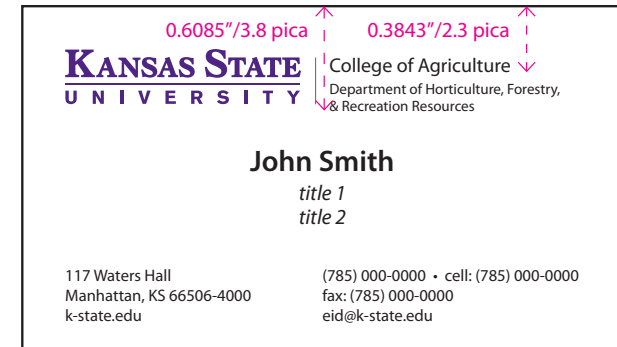 0.6085”/3.8 pica
0.3843”/2.3 pica
KANSAS STATE
UNIVERSITY
College of Agriculture
Department of Horticulture, Forestry,
& Recreation Resources
John Smith
title 1
title 2
117 Waters Hall
Manhattan, KS 66506-4000
k-state.edu
(785) 000-0000 • cell: (785) 000-0000
fax: (785) 000-0000
eid@k-state.edu